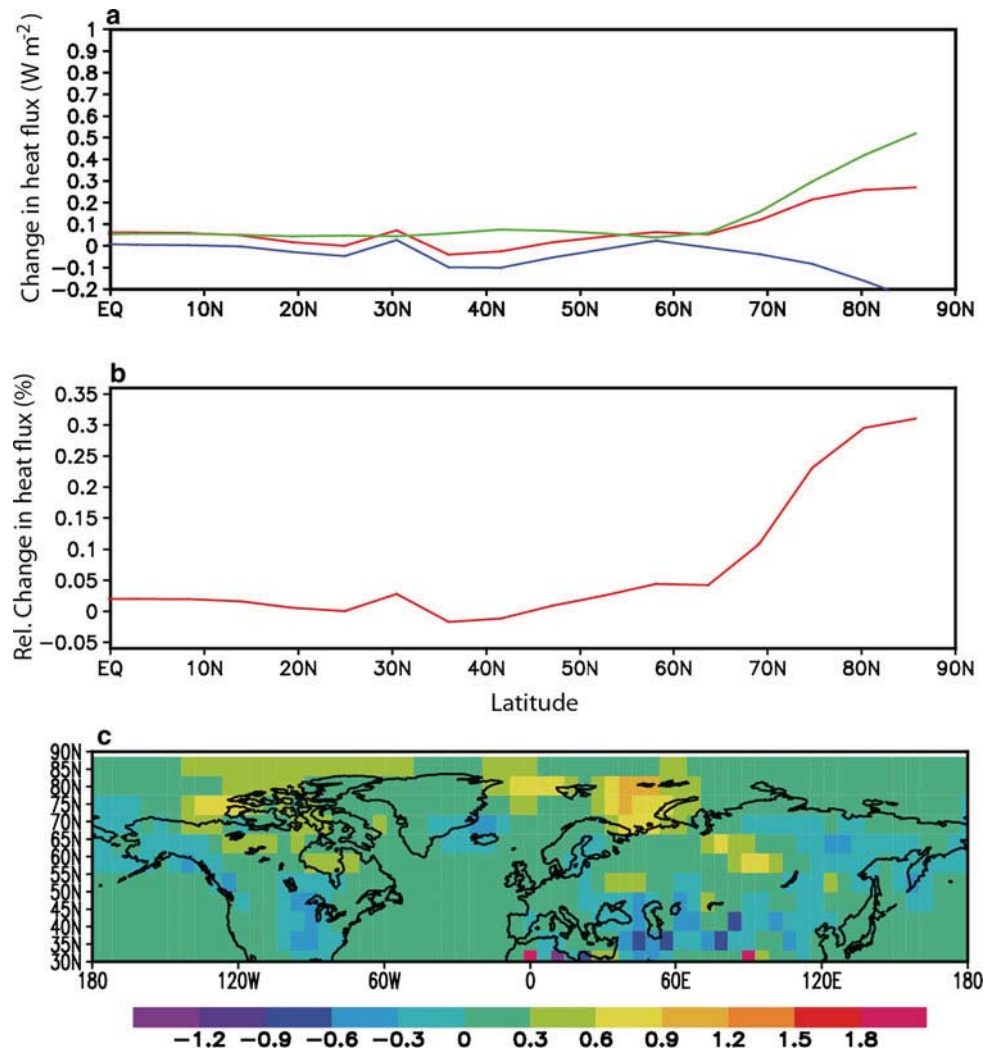 a
Change in heat flux (W m⁻²)
1
0.9
0.8
0.7
0.6
0.5
0.4
0.3
0.2
0.1
0
−0.1
−0.2
EQ 10N 20N 30N 40N 50N 60N 70N 80N 90N
b
Rel. Change in heat flux (%)
0.35
0.3
0.25
0.2
0.15
0.1
0.05
0
−0.05
EQ 10N 20N 30N 40N 50N 60N 70N 80N 90N
Latitude
c
90N
85N
80N
75N
70N
65N
60N
55N
50N
45N
40N
35N
30N
180 120W 60W 0 60E 120E 180
−1.2 −0.9 −0.6 −0.3 0 0.3 0.6 0.9 1.2 1.5 1.8